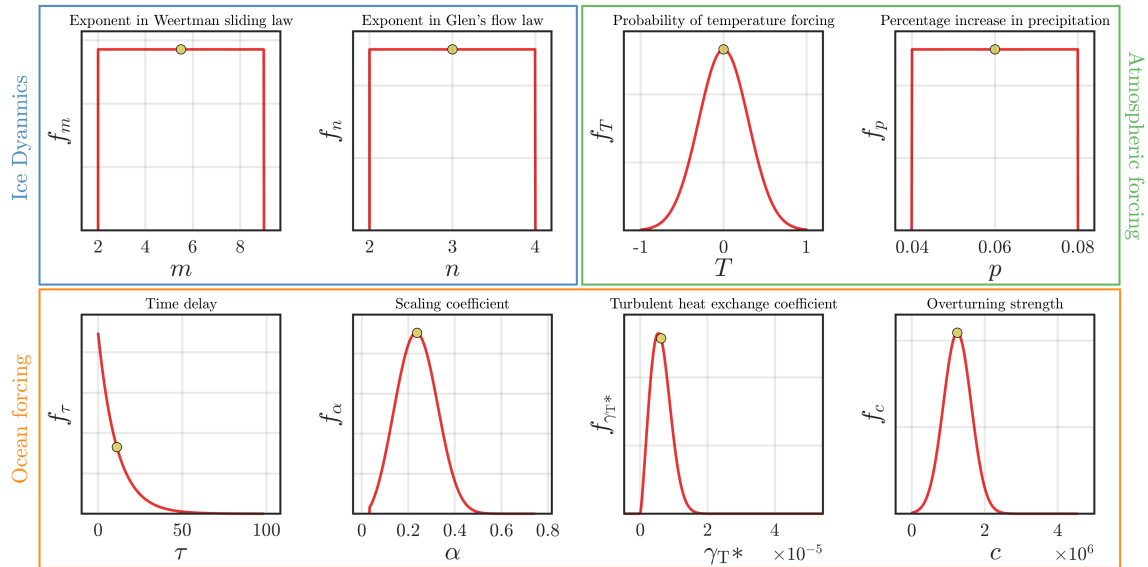 Exponent in Weertman sliding law
Exponent in Glen's flow law
Probability of temperature forcing
Percentage increase in precipitation
Ice Dyanmics
f_m
f_n
f_T
f_p
Atmospheric forcing
2 4 6 8
2 3 4
-1 0 1
0.04 0.06 0.08
m
n
T
p
Time delay
Scaling coefficient
Turbulent heat exchange coefficient
Overturning strength
Ocean forcing
f_τ
f_α
f_γT*
f_c
0 50 100
0 0.2 0.4 0.6 0.8
0 2 4
0 2 4
τ
α
γT* ×10^-5
c ×10^6